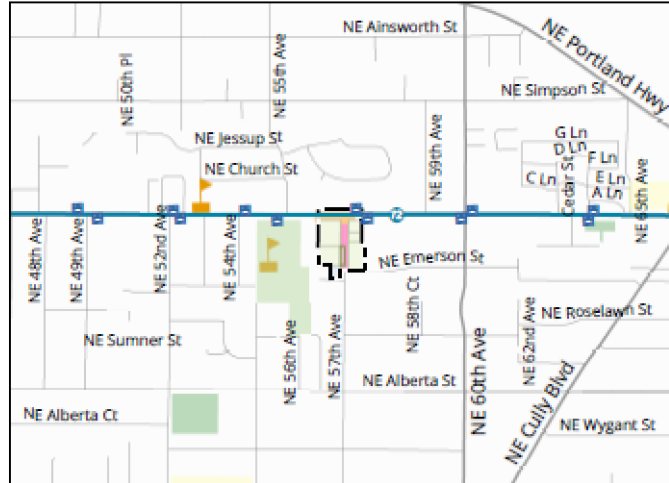 NE Ainsworth St
NE Portland Hwy
NE 50th Pl
NE 55th Ave
NE Simpson St
NE 59th Ave
NE Jessup St
G Ln
D Ln
F Ln
NE Church St
C Ln
E Ln
A Ln
Cedar St
NE 65th Ave
72
NE 48th Ave
NE 49th Ave
NE 52nd Ave
NE 54th Ave
NE Emerson St
NE 58th Ct
NE Roselawn St
NE Sumner St
NE 56th Ave
NE 57th Ave
NE 60th Ave
NE 62nd Ave
NE Alberta St
NE Alberta Ct
NE Cully Blvd
NE Wygant St